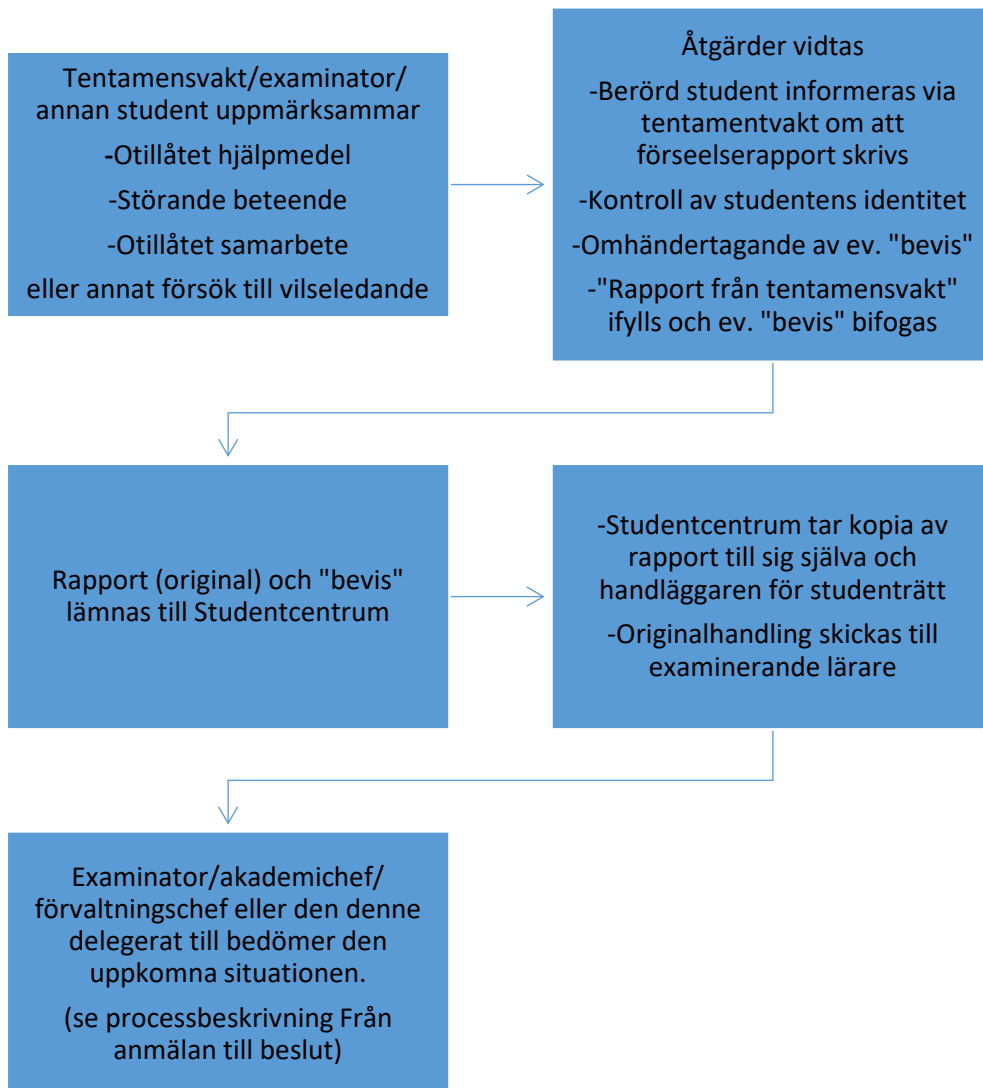 Tentamensvakt/examinator/
annan student uppmärksammar
-Otillåtet hjälpmedel
-Störande beteende
-Otillåtet samarbete
eller annat försök till vilseledande
Åtgärder vidtas
-Berörd student informeras via
tentamentvakt om att
förseelserapport skrivs
-Kontroll av studentens identitet
-Omhändertagande av ev. "bevis"
-"Rapport från tentamensvakt"
ifylls och ev. "bevis" bifogas
Rapport (original) och "bevis"
lämnas till Studentcentrum
-Studentcentrum tar kopia av
rapport till sig själva och
handläggaren för studenträtt
-Originalhandling skickas till
examinerande lärare
Examinator/akademichef/
förvaltningschef eller den denne
delegerat till bedömer den
uppkomna situationen.
(se processbeskrivning Från
anmälan till beslut)